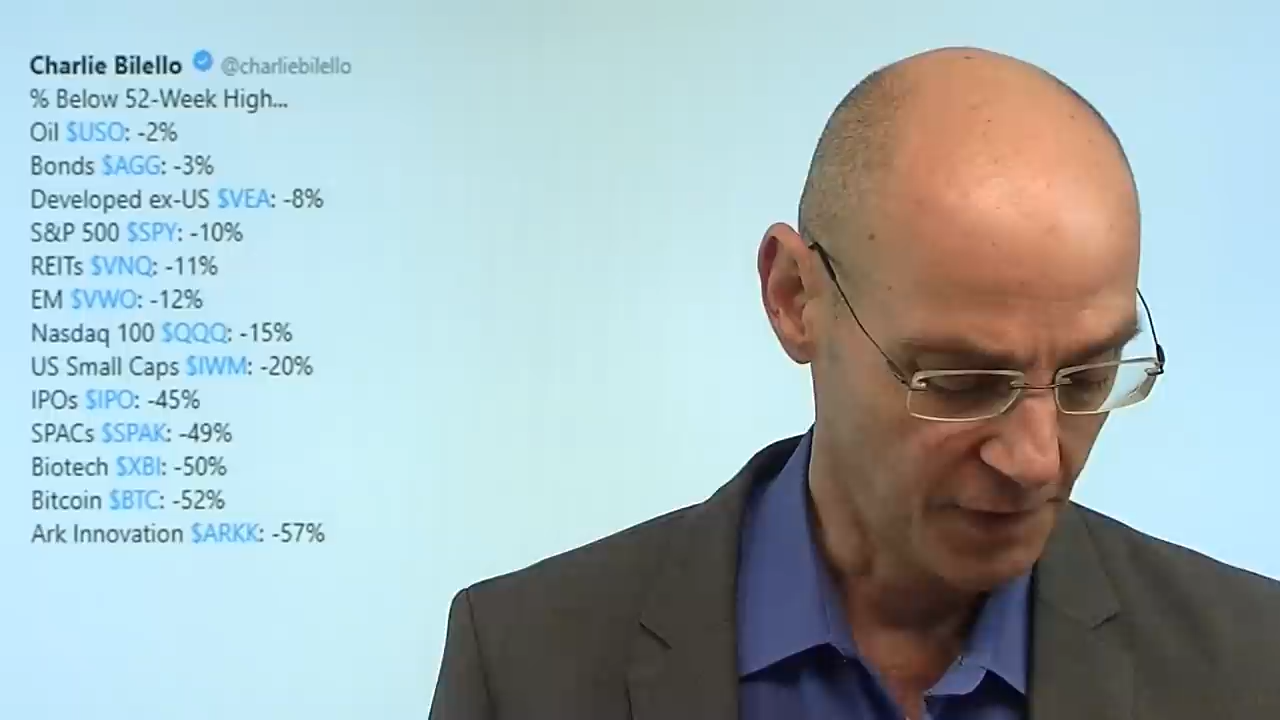 Charlie Bilello @charliebilello
% Below 52-Week High...
Oil $USO: -2%
Bonds $AGG: -3%
Developed ex-US $VEA: -8%
S&P 500 $SPY: -10%
REITs $VNQ: -11%
EM $VWO: -12%
Nasdaq 100 $QQQ: -15%
US Small Caps $IWM: -20%
IPOs $IPO: -45%
SPACs $SPAK: -49%
Biotech $XBI: -50%
Bitcoin $BTC: -52%
Ark Innovation $ARKK: -57%